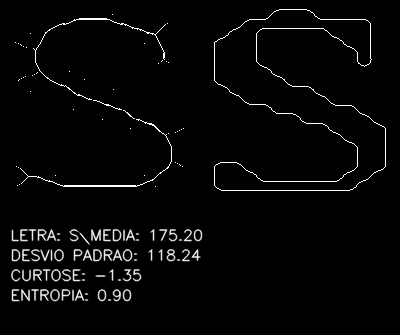 S S
LETRA: S\MEDIA: 175.20
DESVIO PADRAO: 118.24
CURTOSE: -1.35
ENTROPIA: 0.90